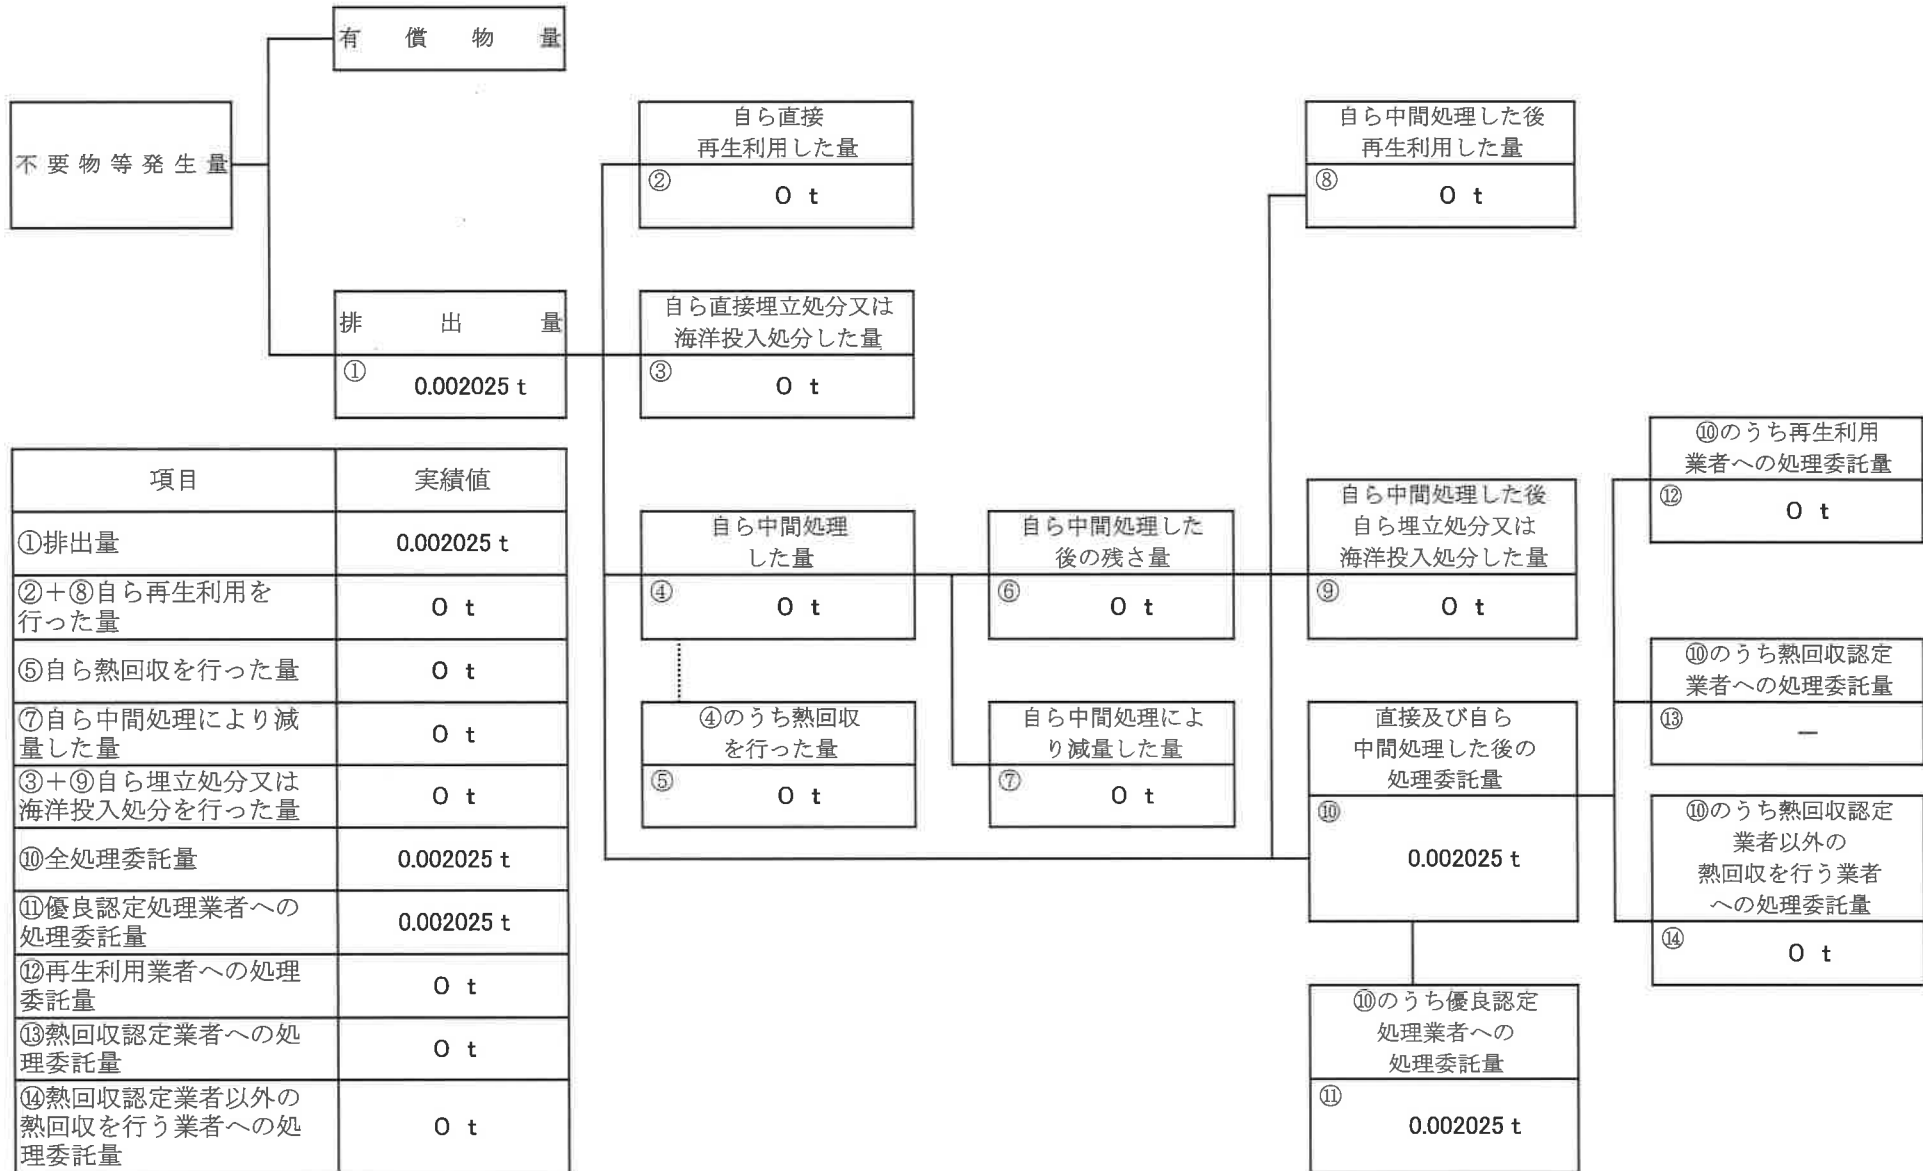 有償物量
不要物等発生量
自ら直接
再生利用した量
② 0 t
自ら中間処理した後
再生利用した量
⑧ 0 t
排出量
① 0.002025 t
自ら直接埋立処分又は
海洋投入処分した量
③ 0 t
項目 実績値
①排出量 0.002025 t
②+⑧自ら再生利用を
行った量
0 t
⑤自ら熱回収を行った量 0 t
⑦自ら中間処理により減
量した量
0 t
③+⑨自ら埋立処分又は
海洋投入処分を行った量
0 t
⑩全処理委託量 0.002025 t
⑪優良認定処理業者への
処理委託量
0.002025 t
⑫再生利用業者への処理
委託量
0 t
⑬熱回収認定業者への処
理委託量
0 t
⑭熱回収認定業者以外の
熱回収を行う業者への処
理委託量
0 t
自ら中間処理
した量
④ 0 t
④のうち熱回収
を行った量
⑤ 0 t
自ら中間処理した
後の残さ量
⑥ 0 t
自ら中間処理によ
り減量した量
⑦ 0 t
自ら中間処理した後
自ら埋立処分又は
海洋投入処分した量
⑨ 0 t
直接及び自ら
中間処理した後の
処理委託量
⑩
0.002025 t
⑩のうち優良認定
処理業者への
処理委託量
⑪
0.002025 t
⑩のうち再生利用
業者への処理委託量
⑫ 0 t
⑩のうち熱回収認定
業者への処理委託量
⑬ ー
⑩のうち熱回収認定
業者以外の
熱回収を行う業者
への処理委託量
⑭ 0 t